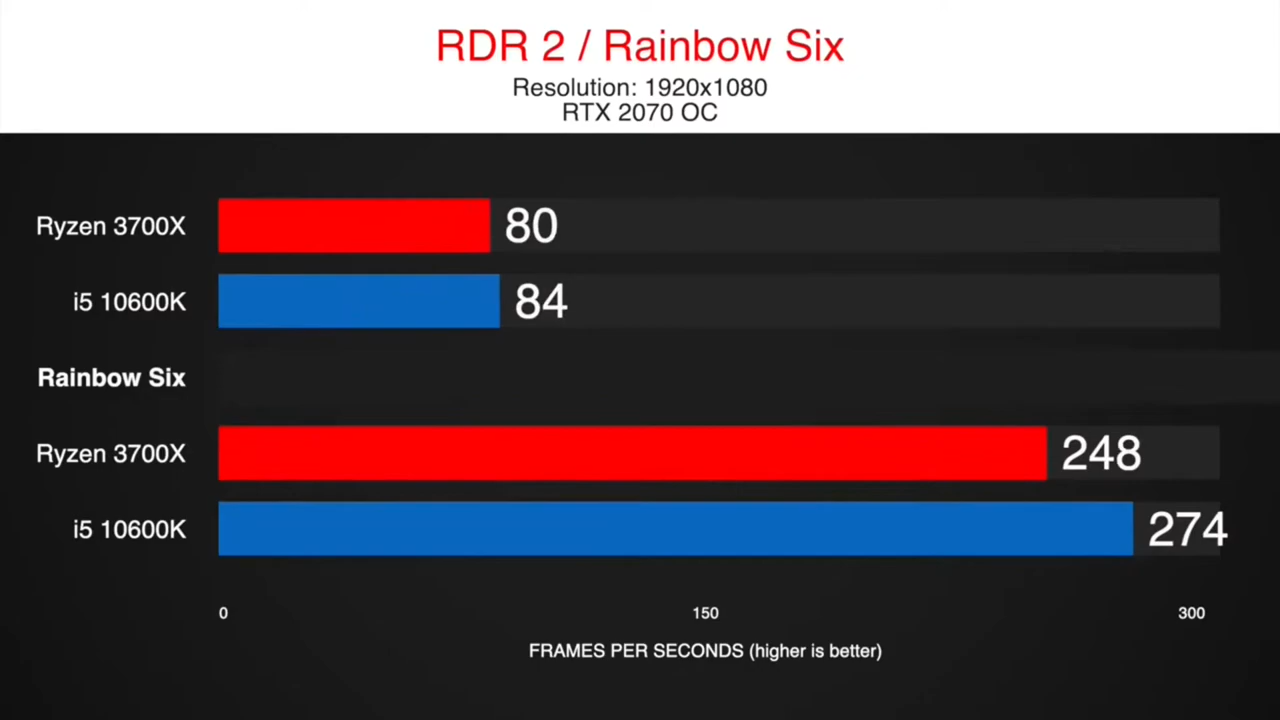 RDR 2 / Rainbow Six
Resolution: 1920x1080
RTX 2070 OC
Ryzen 3700X 80
i5 10600K 84
Rainbow Six
Ryzen 3700X 248
i5 10600K 274
0 150 300
FRAMES PER SECONDS (higher is better)